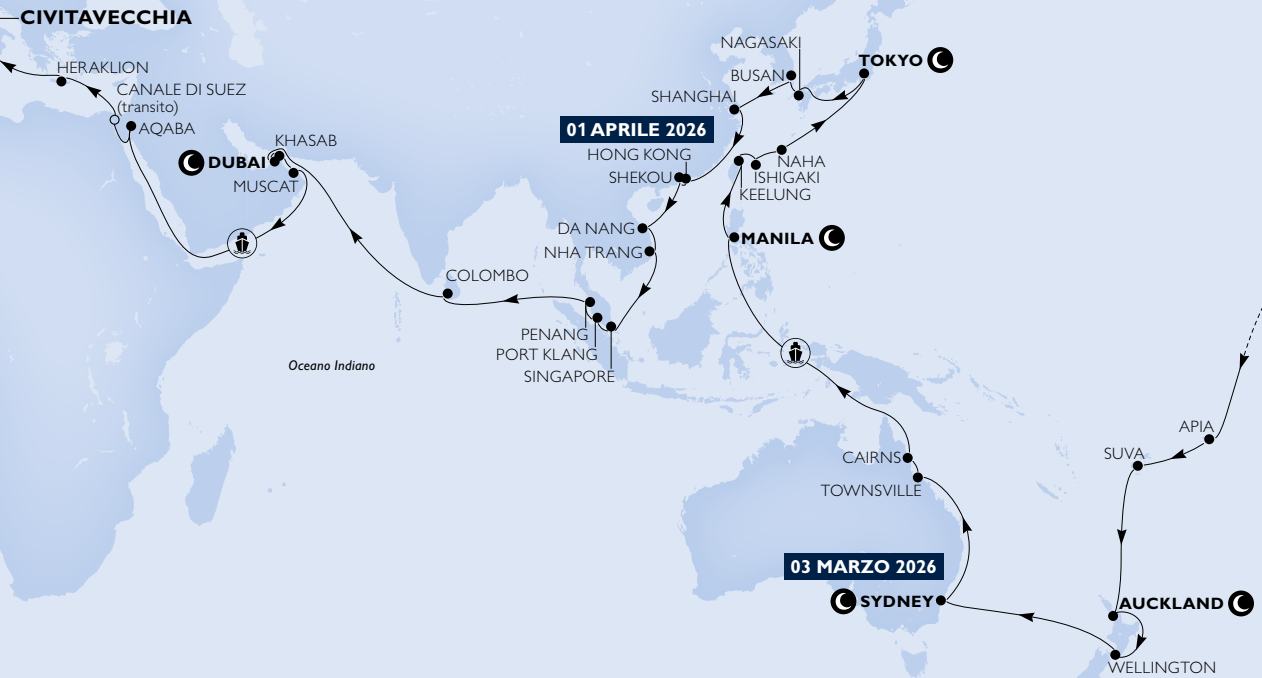 CIVITAVECCHIA
HERAKLION
CANALE DI SUEZ
(transito)
AQABA
KHASAB
DUBAI
MUSCAT
NAGASAKI
BUSAN
TOKYO
SHANGHAI
01 APRILE 2026
HONG KONG
SHEKOU
NAHA
ISHIGAKI
KEELUNG
DA NANG
NHA TRANG
MANILA
COLOMBO
PENANG
PORT KLANG
SINGAPORE
Oceano Indiano
APIA
SUVA
CAIRNS
TOWNSVILLE
03 MARZO 2026
SYDNEY
AUCKLAND
WELLINGTON